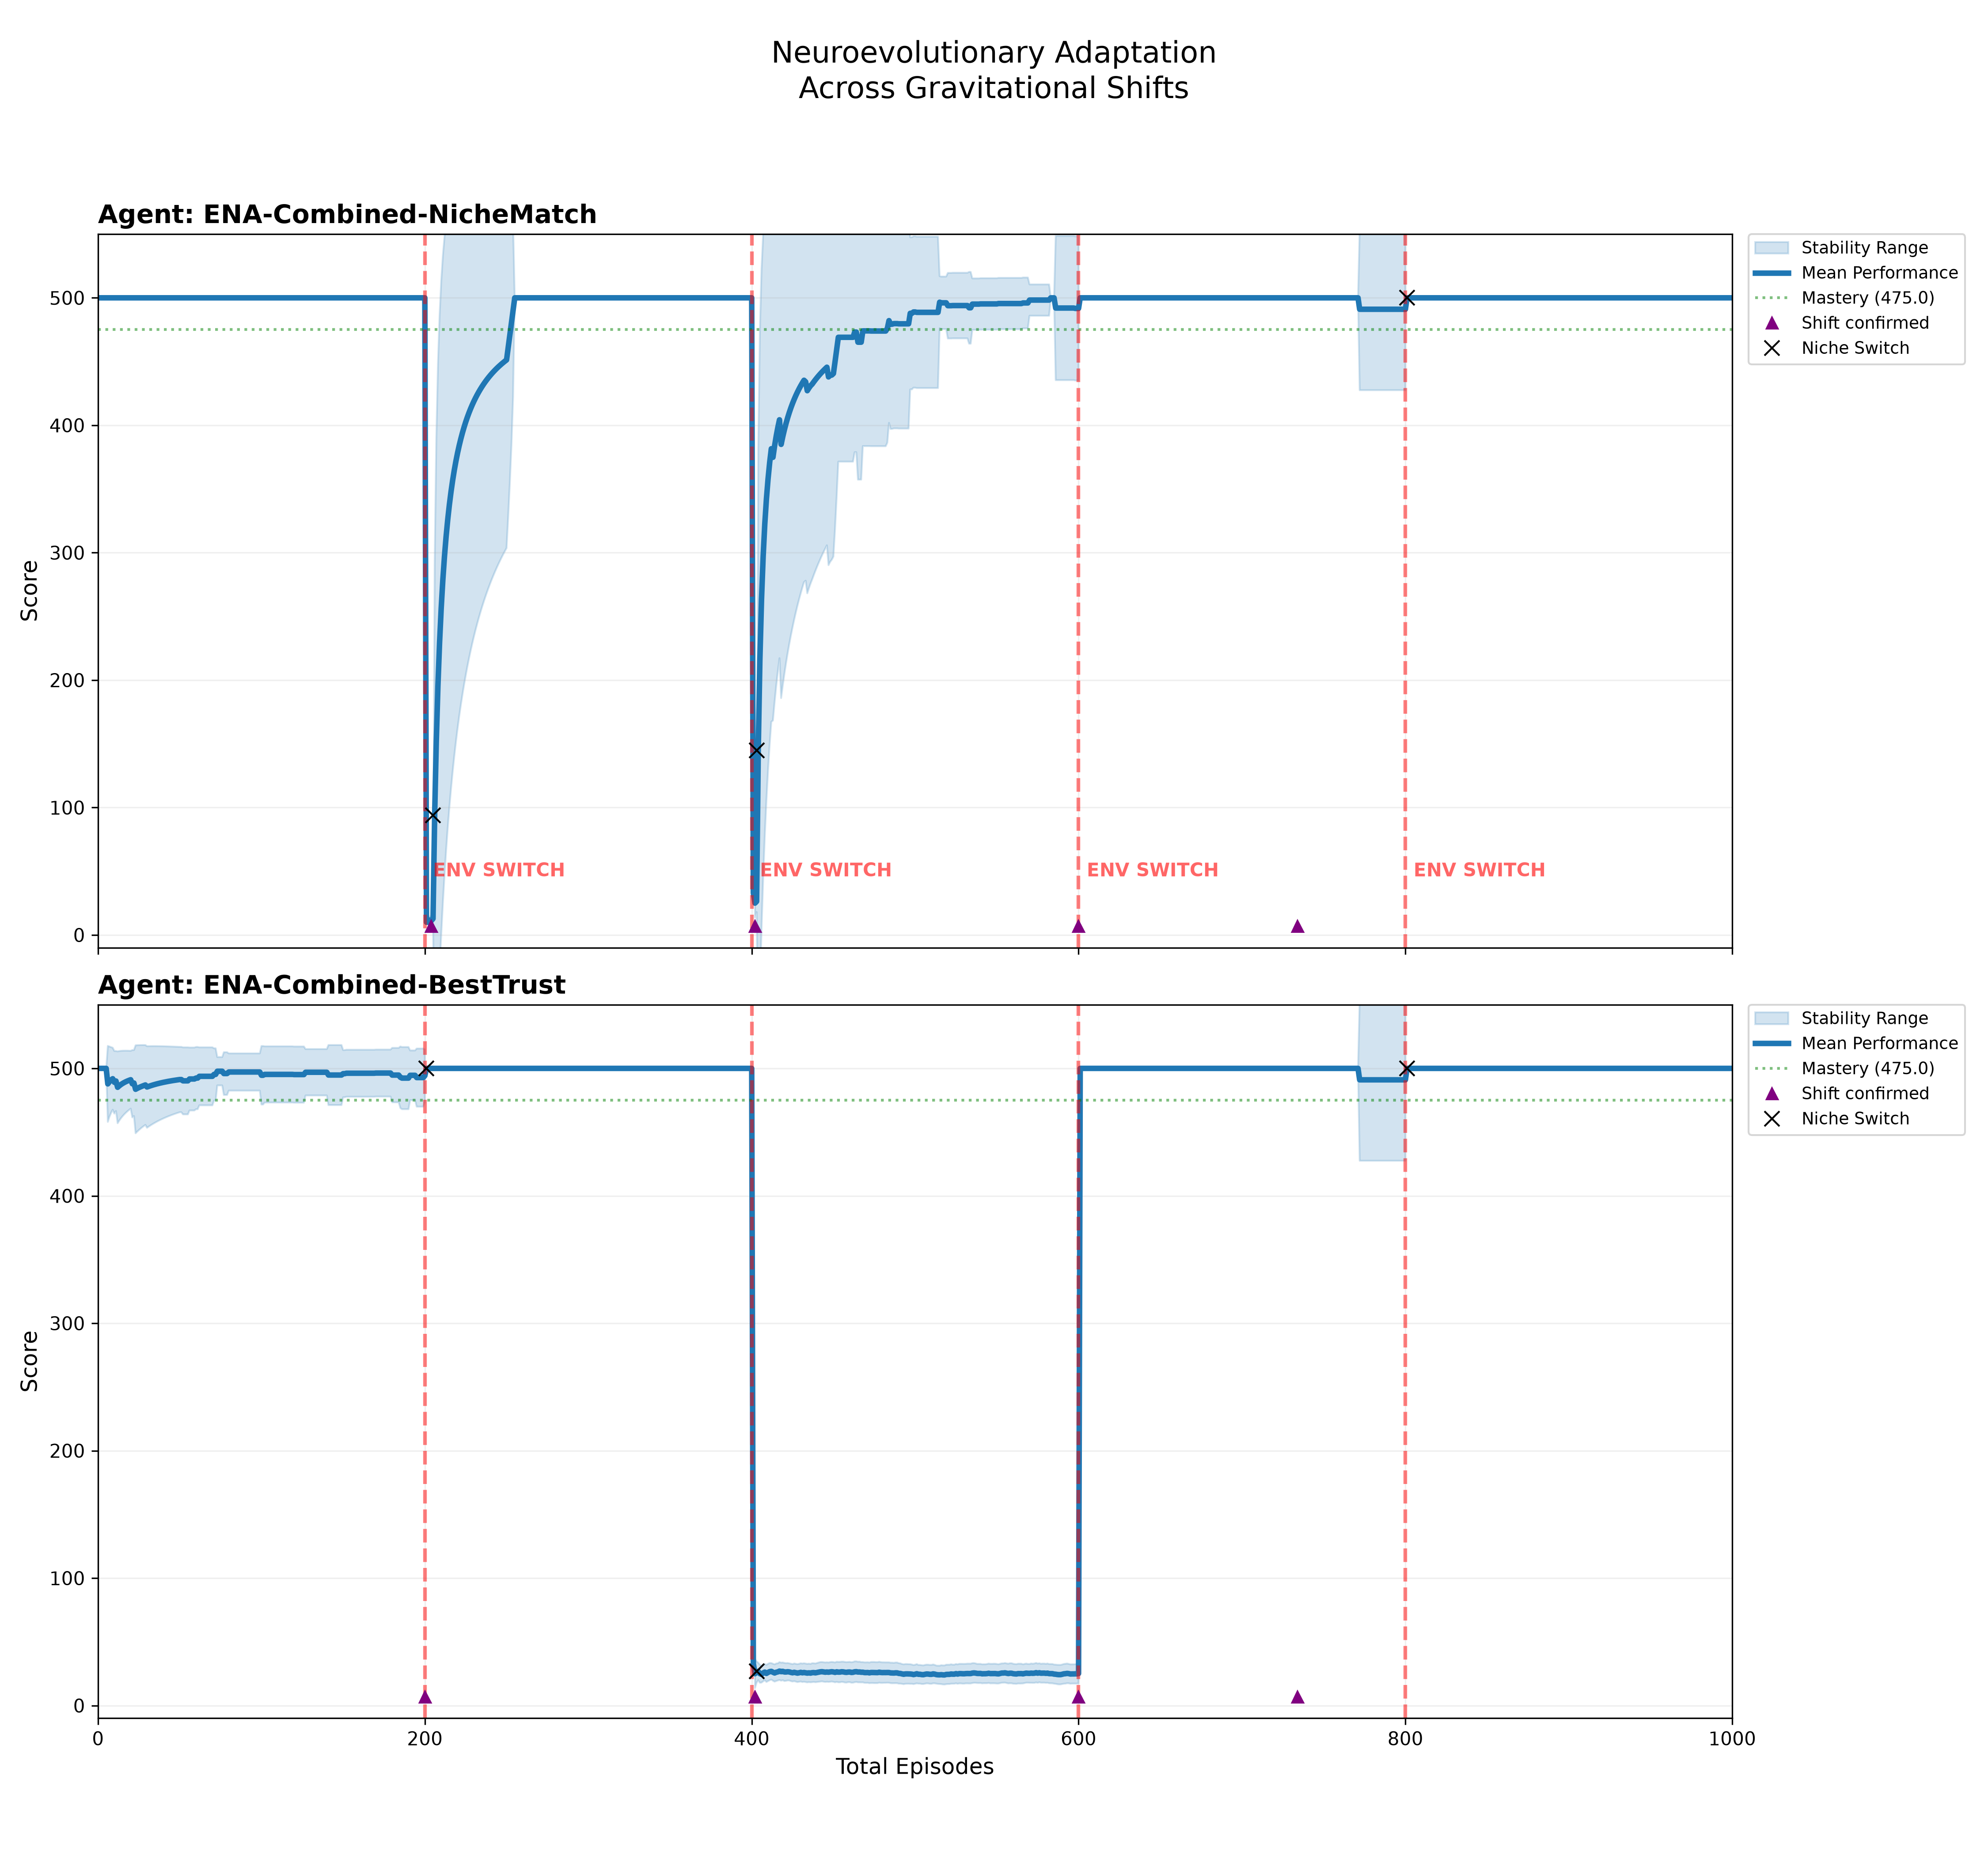 Neuroevolutionary Adaptation
Across Gravitational Shifts
Agent: ENA-Combined-NicheMatch
Score
500
400
300
200
100
0
ENV SWITCH
ENV SWITCH
ENV SWITCH
ENV SWITCH
Stability Range
Mean Performance
Mastery (475.0)
Shift confirmed
Niche Switch
Agent: ENA-Combined-BestTrust
Score
500
400
300
200
100
0
0
200
400
600
800
1000
Total Episodes
Stability Range
Mean Performance
Mastery (475.0)
Shift confirmed
Niche Switch